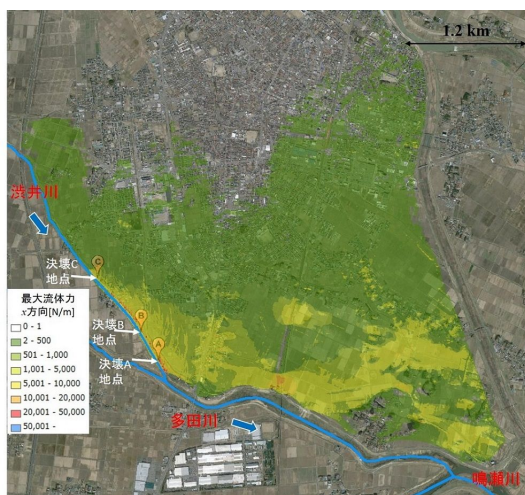 1.2 km
渋井川
C
決壊C
地点
最大流体力
x方向[N/m]
0 - 1
2 - 500
501 - 1,000
1,001 - 5,000
5,001 - 10,000
10,001 - 20,000
20,001 - 50,000
50,001 -
B
決壊B
地点
A
決壊A
地点
多田川
鳴瀬川